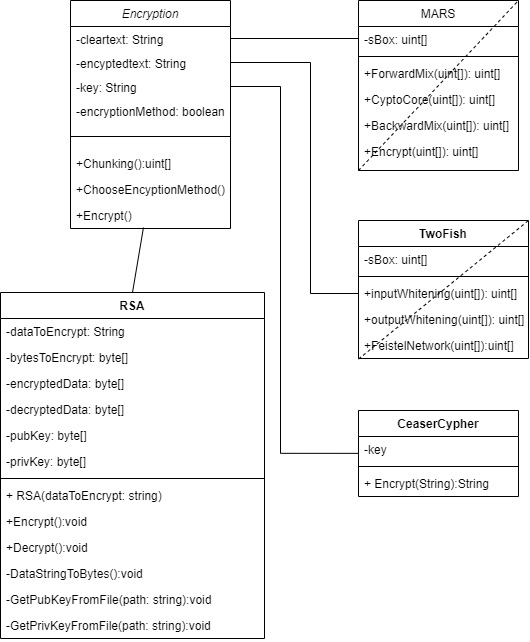 Encryption
-cleartext: String
-encyptedtext: String
-key: String
-encryptionMethod: boolean
+Chunking():uint[]
+ChooseEncyptionMethod()
+Encrypt()
MARS
-sBox: uint[]
+ForwardMix(uint[]): uint[]
+CyptoCore(uint[]): uint[]
+BackwardMix(uint[]): uint[]
+Encrypt(uint[]): uint[]
TwoFish
-sBox: uint[]
+inputWhitening(uint[]): uint[]
+outputWhitening(uint[]): uint[]
+FeistelNetwork(uint[]):uint[]
RSA
-dataToEncrypt: String
-bytesToEncrypt: byte[]
-encryptedData: byte[]
-decryptedData: byte[]
-pubKey: byte[]
-privKey: byte[]
+ RSA(dataToEncrypt: string)
+Encrypt():void
+Decrypt():void
-DataStringToBytes():void
-GetPubKeyFromFile(path: string):void
-GetPrivKeyFromFile(path: string):void
CeaserCypher
-key
+ Encrypt(String):String